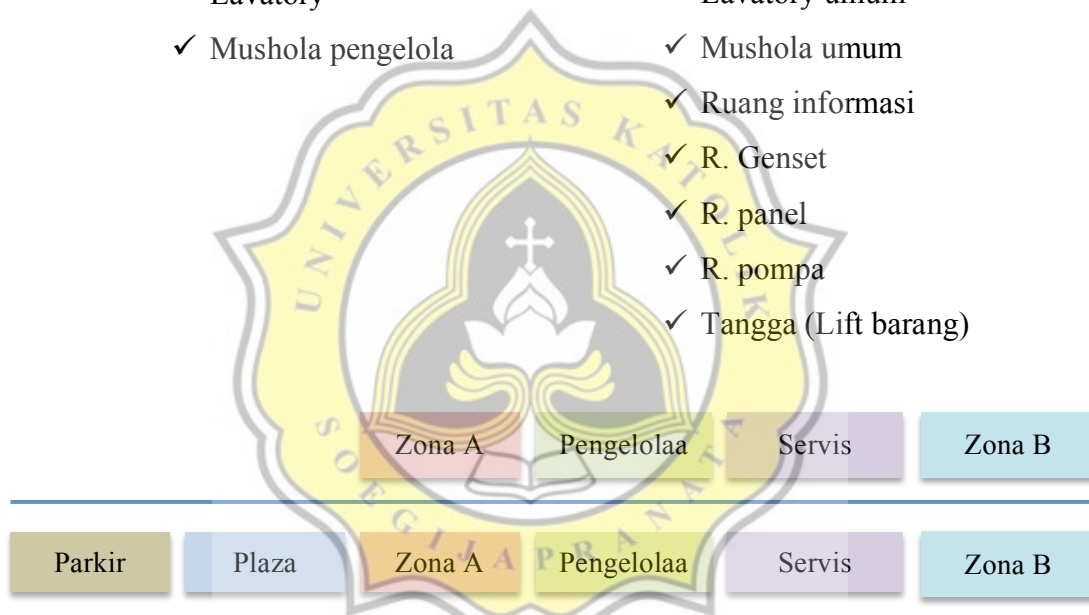 Lavatory
✓ Mushola pengelola
Lavatory umum
✓ Mushola umum
✓ Ruang informasi
✓ R. Genset
✓ R. panel
✓ R. pompa
✓ Tangga (Lift barang)
UNIVERSITAS KATOLIK
SOEGIJAPRANATA
Zona A Pengelolaa Servis Zona B
Parkir Plaza Zona A Pengelolaa Servis Zona B